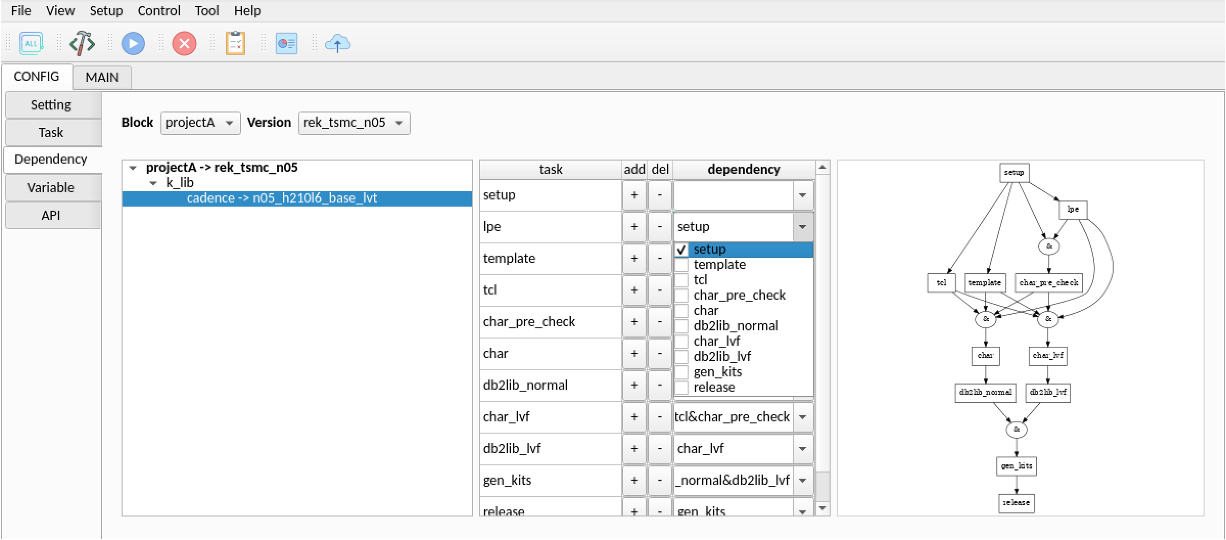 File View Setup Control Tool Help
ALL
CONFIG MAIN
Setting
Task
Dependency
Variable
API
Block projectA Version rek_tsmc_n05
projectA -> rek_tsmc_n05
k_lib
cadence -> n05_h210l6_base_lvt
task add del dependency
setup + -
lpe + - setup
template + -
tcl + -
char_pre_check + -
char + -
db2lib_normal + -
char_lvf + - tcl&char_pre_check
db2lib_lvf + - char_lvf
gen_kits + - _normal&db2lib_lvf
release gen_kits
setup
template
tcl
char_pre_check
char
db2lib_normal
char_lvf
db2lib_lvf
gen_kits
release
setup
lpe
&
tcl template char_pre_check
& &
char char_lvf
db2lib_normal db2lib_lvf
&
gen_kits
release